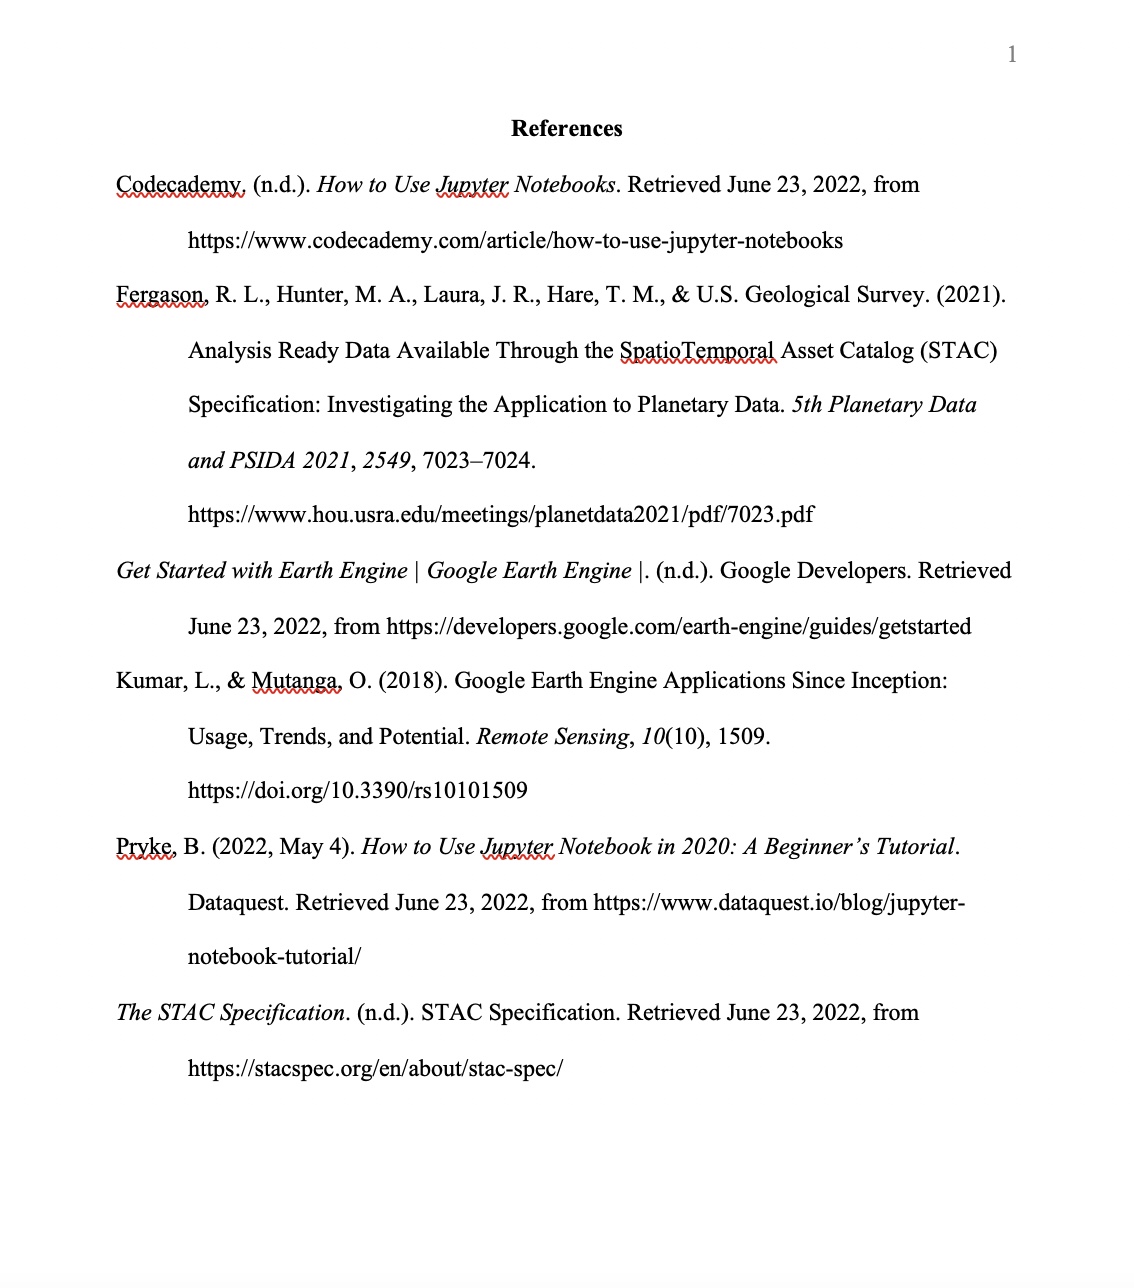 1
References
Codecademy. (n.d.). How to Use Jupyter Notebooks. Retrieved June 23, 2022, from
https://www.codecademy.com/article/how-to-use-jupyter-notebooks
Fergason, R. L., Hunter, M. A., Laura, J. R., Hare, T. M., & U.S. Geological Survey. (2021).
Analysis Ready Data Available Through the SpatioTemporal Asset Catalog (STAC)
Specification: Investigating the Application to Planetary Data. 5th Planetary Data
and PSIDA 2021, 2549, 7023–7024.
https://www.hou.usra.edu/meetings/planetdata2021/pdf/7023.pdf
Get Started with Earth Engine | Google Earth Engine |. (n.d.). Google Developers. Retrieved
June 23, 2022, from https://developers.google.com/earth-engine/guides/getstarted
Kumar, L., & Mutanga, O. (2018). Google Earth Engine Applications Since Inception:
Usage, Trends, and Potential. Remote Sensing, 10(10), 1509.
https://doi.org/10.3390/rs10101509
Pryke, B. (2022, May 4). How to Use Jupyter Notebook in 2020: A Beginner’s Tutorial.
Dataquest. Retrieved June 23, 2022, from https://www.dataquest.io/blog/jupyter-
notebook-tutorial/
The STAC Specification. (n.d.). STAC Specification. Retrieved June 23, 2022, from
https://stacspec.org/en/about/stac-spec/